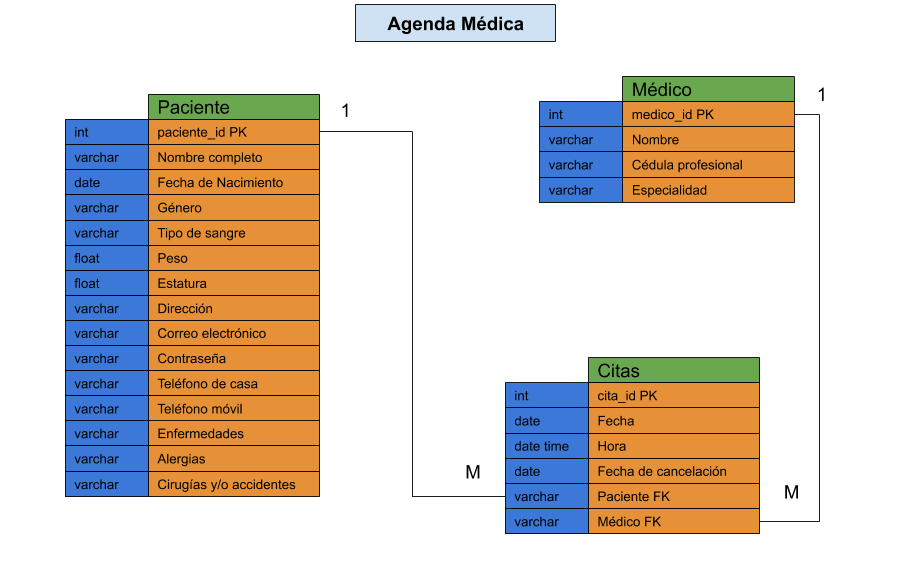 Agenda Médica
Paciente
1
int paciente_id PK
varchar Nombre completo
date Fecha de Nacimiento
varchar Género
varchar Tipo de sangre
float Peso
float Estatura
varchar Dirección
varchar Correo electrónico
varchar Contraseña
varchar Teléfono de casa
varchar Teléfono móvil
varchar Enfermedades
varchar Alergias
varchar Cirugías y/o accidentes
Médico
1
int medico_id PK
varchar Nombre
varchar Cédula profesional
varchar Especialidad
Citas
int cita_id PK
date Fecha
date time Hora
date Fecha de cancelación
M
varchar Paciente FK
M
varchar Médico FK